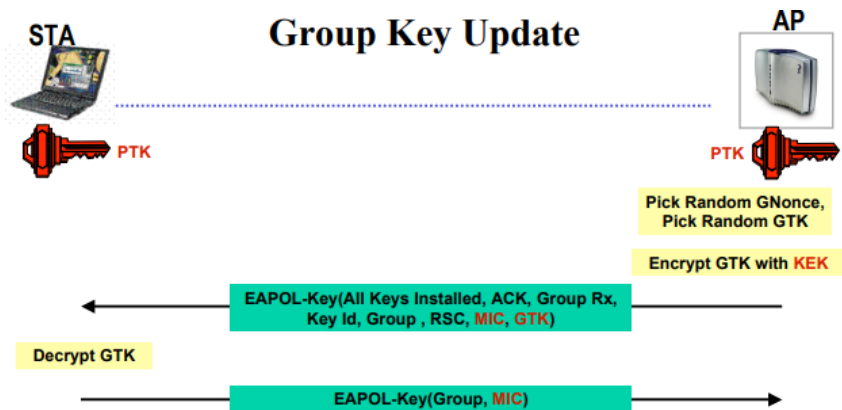 STA
Group Key Update
AP
PTK
PTK
Pick Random GNonce,
Pick Random GTK
Encrypt GTK with KEK
EAPOL-Key(All Keys Installed, ACK, Group Rx,
Key Id, Group , RSC, MIC, GTK)
Decrypt GTK
EAPOL-Key(Group, MIC)